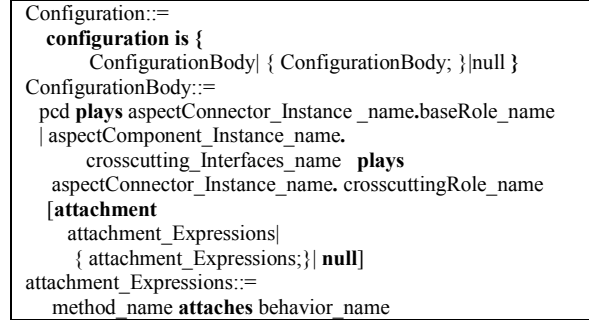 Configuration::=
configuration is {
ConfigurationBody| { ConfigurationBody; }|null }
ConfigurationBody::=
pcd plays aspectConnector_Instance _name.baseRole_name
| aspectComponent_Instance_name.
crosscutting_Interfaces_name plays
aspectConnector_Instance_name. crosscuttingRole_name
[attachment
attachment_Expressions|
{ attachment_Expressions;}| null]
attachment_Expressions::=
method_name attaches behavior_name